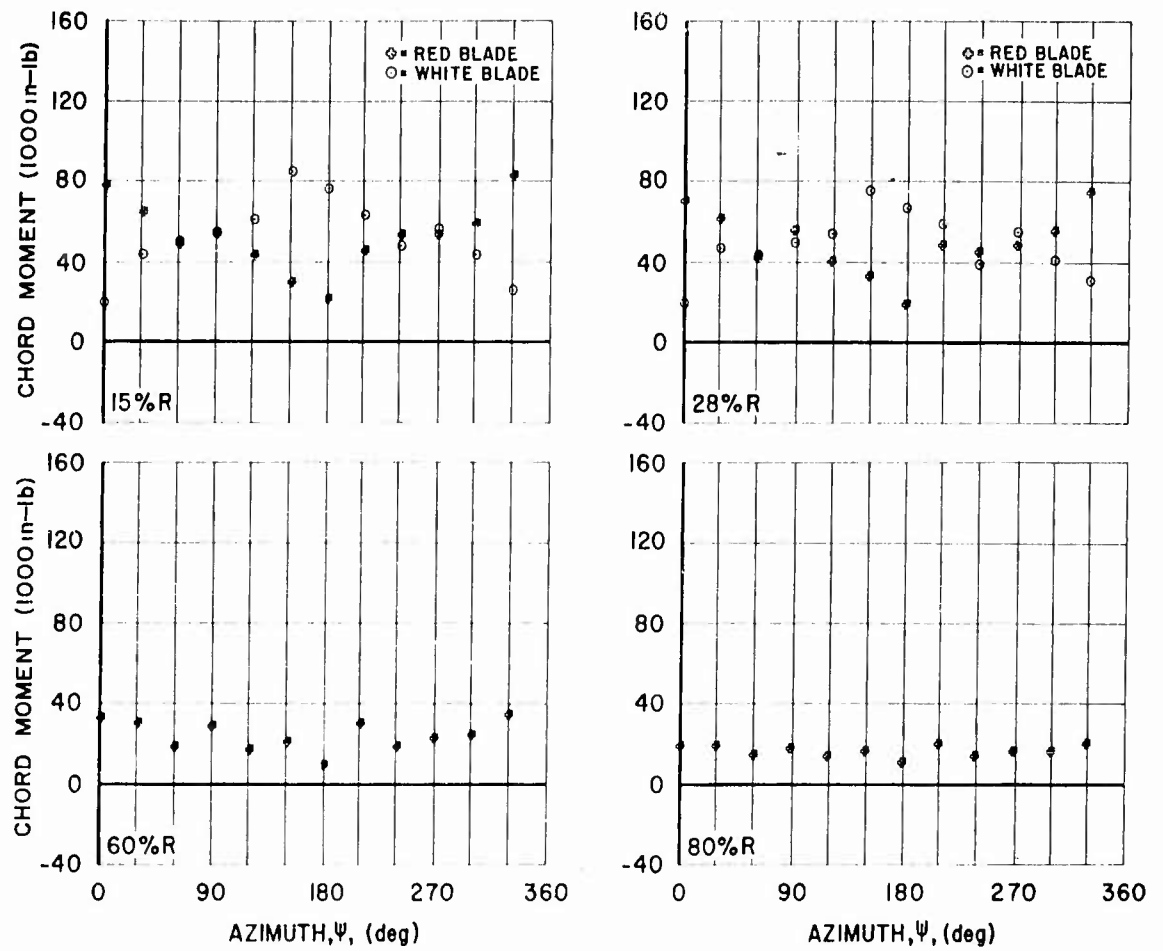 160
120
80
40
0
-40
CHORD MOMENT (1000 in-lb)
= RED BLADE
= WHITE BLADE
15%R
160
120
80
40
0
-40
= RED BLADE
= WHITE BLADE
28%R
160
120
80
40
0
-40
CHORD MOMENT (1000 in-lb)
60%R
0 90 180 270 360
AZIMUTH,Ψ, (deg)
160
120
80
40
0
-40
80%R
0 90 180 270 360
AZIMUTH,Ψ, (deg)